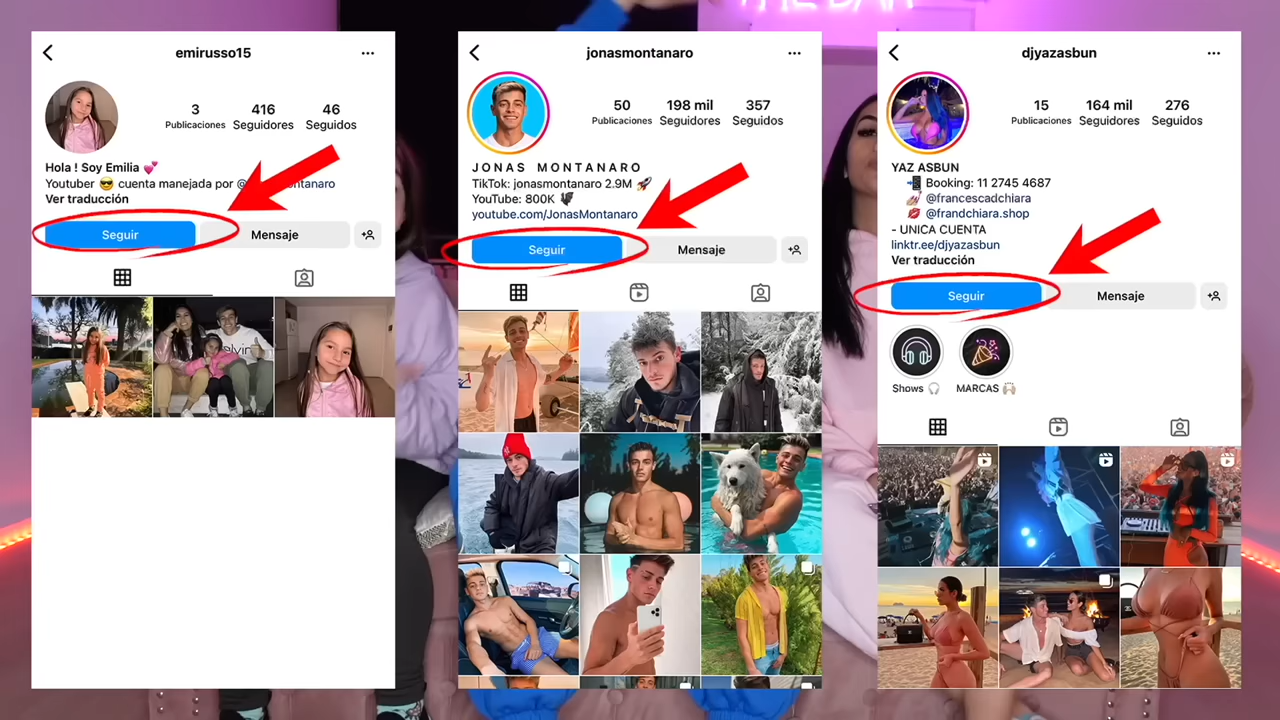 THE BAR
emirusso15
3
416
46
Publicaciones
Seguidores
Seguidos
Hola ! Soy Emilia 💕
Youtuber 😎 cuenta manejada por
ontanaro
Ver traducción
Seguir
Mensaje
jonasmontanaro
50
198 mil
357
Publicaciones
Seguidores
Seguidos
J O N A S M O N T A N A R O
TikTok: jonasmontanaro 2.9M 🚀
YouTube: 800K
youtube.com/JonasMontanaro
Seguir
Mensaje
djyazasbun
15
164 mil
276
Publicaciones
Seguidores
Seguidos
YAZ ASBUN
📲 Booking: 11 2745 4687
💅🏻 @francescadchiara
💋 @frandchiara.shop
- UNICA CUENTA
linktr.ee/djyazasbun
Ver traducción
Seguir
Mensaje
Shows 🎧
MARCAS 🙌🏻